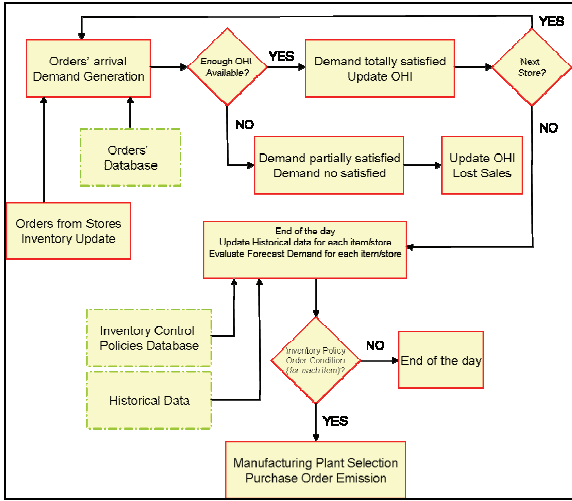 YES
Orders' arrival
Demand Generation
Enough OHI
Available?
YES
Demand totally satisfied
Update OHI
Next
Store?
NO
NO
Orders'
Database
Demand partially satisfied
Demand no satisfied
Update OHI
Lost Sales
Orders from Stores
Inventory Update
End of the day
Update Historical data for each item/store
Evaluate Forecast Demand for each item/store
Inventory Control
Policies Database
Inventory Policy
Order Condition
(for each item)?
NO
End of the day
Historical Data
YES
Manufacturing Plant Selection
Purchase Order Emission